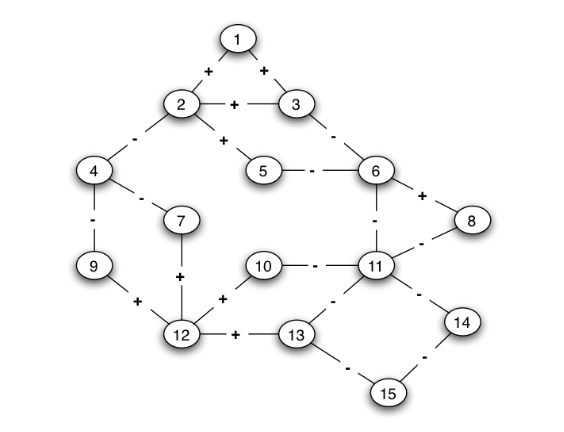 1
+ +
2 + 3
- + -
4 5 - 6
- +
- 7 - 8
+ -
9 10 - 11
+ + - -
12 + 13 14
- -
15